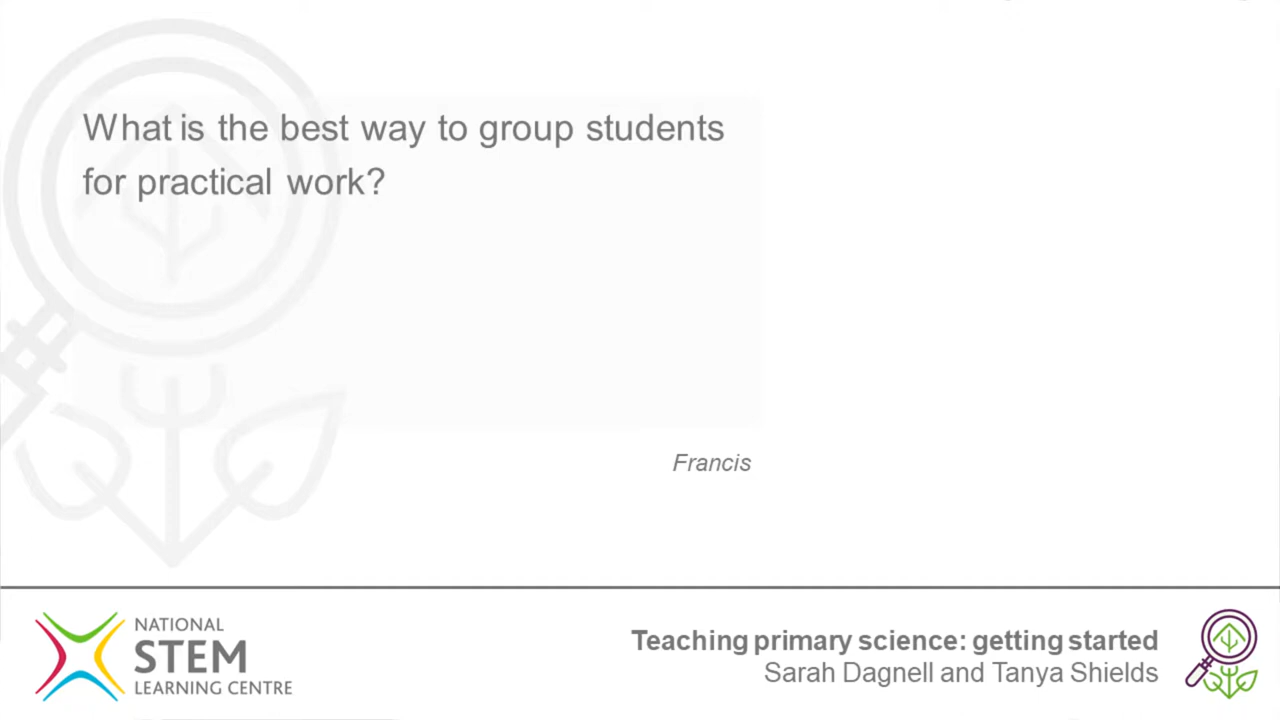 What is the best way to group students
for practical work?
Francis
NATIONAL
STEM
LEARNING CENTRE
Teaching primary science: getting started
Sarah Dagnell and Tanya Shields